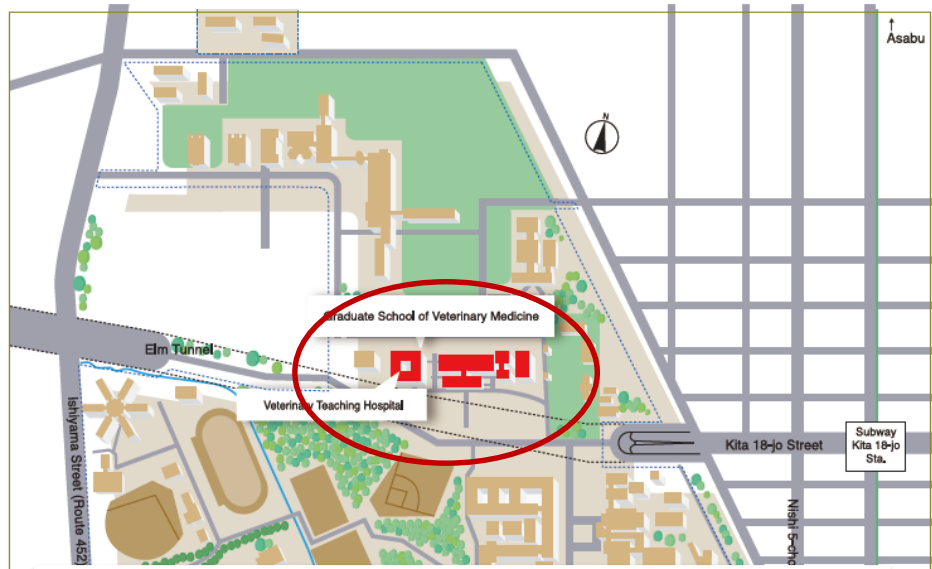 ↑
Asabu
N
Graduate School of Veterinary Medicine
Elm Tunnel
Veterinary Teaching Hospital
Kita 18-jo Street
Subway
Kita 18-jo
Sta.
Ishiyama Street (Route 452)
Nishi 5-cho